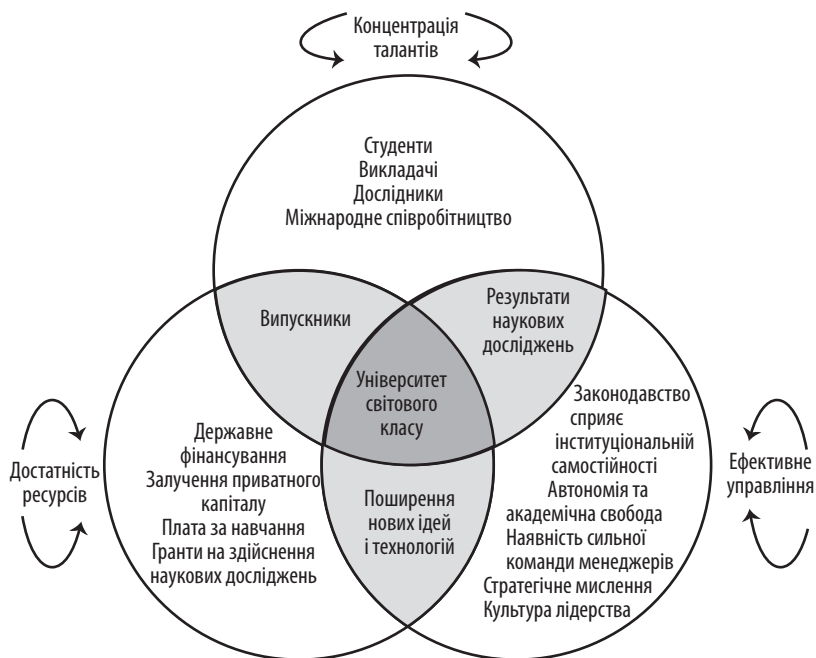 Концентрація
талантів
Студенти
Викладачі
Дослідники
Міжнародне співробітництво
Випускники
Результати
наукових
досліджень
Університет
світового
класу
Достатність
ресурсів
Державне
фінансування
Залучення приватного
капіталу
Плата за навчання
Гранти на здійснення
наукових досліджень
Поширення
нових ідей
і технологій
Законодавство
сприяє
інституціональній
самостійності
Автономія та
академічна свобода
Наявність сильної
команди менеджерів
Стратегічне мислення
Культура лідерства
Ефективне
управління